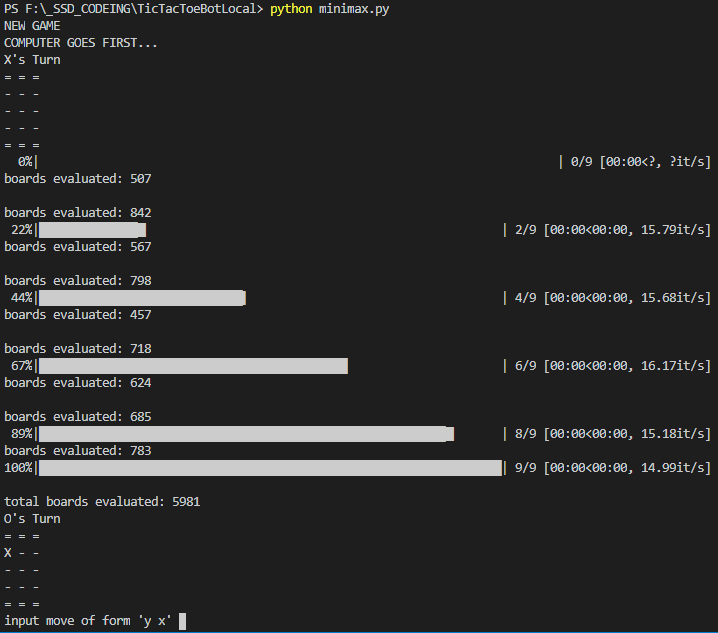 PS F:\_SSD_CODEING\TicTacToeBotLocal> python minimax.py
NEW GAME
COMPUTER GOES FIRST...
X's Turn
= = =
- - -
- - -
- - -
= = =
0%| | 0/9 [00:00<?, ?it/s]
boards evaluated: 507
boards evaluated: 842
22%| | 2/9 [00:00<00:00, 15.79it/s]
boards evaluated: 567
boards evaluated: 798
44%| | 4/9 [00:00<00:00, 15.68it/s]
boards evaluated: 457
boards evaluated: 718
67%| | 6/9 [00:00<00:00, 16.17it/s]
boards evaluated: 624
boards evaluated: 685
89%| | 8/9 [00:00<00:00, 15.18it/s]
boards evaluated: 783
100%| | 9/9 [00:00<00:00, 14.99it/s]
total boards evaluated: 5981
O's Turn
= = =
X - -
- - -
- - -
= = =
input move of form 'y x'